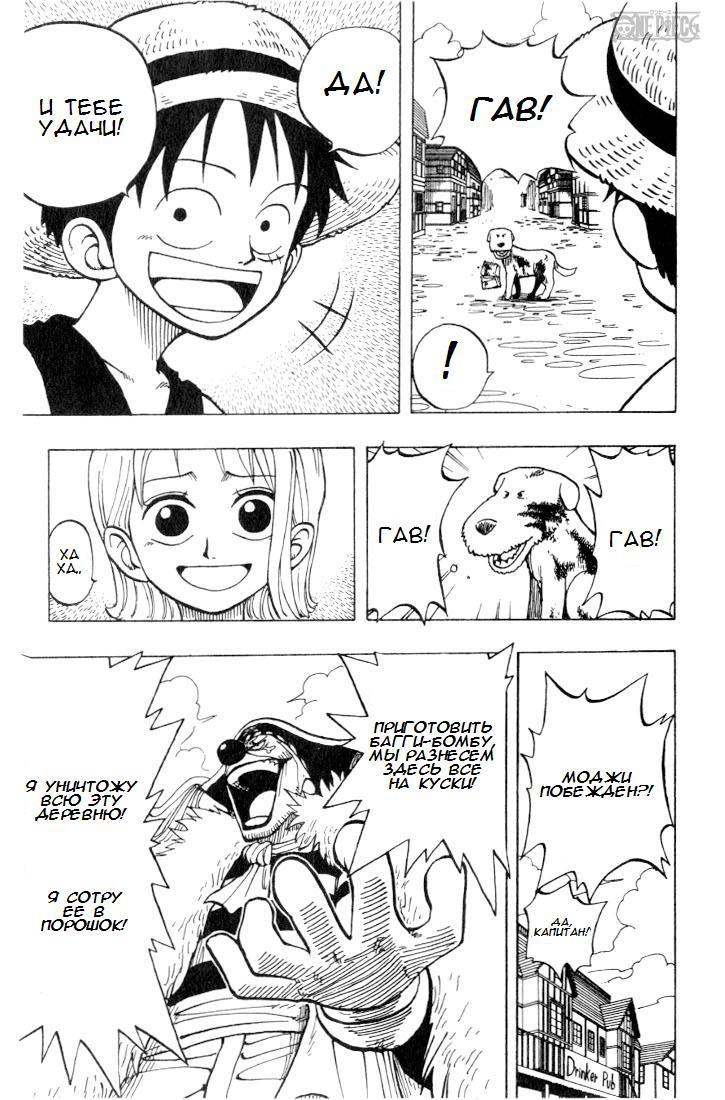 ONE PIECE
ГАВ!
!
ДА!
И ТЕБЕ
УДАЧИ!
ГАВ!
ГАВ!
ХА
ХА..
МОДЖИ
ПОБЕЖДЕН?!
ДА,
КАПИТАН!
Drinker Pub
ПРИГОТОВИТЬ
БАГГИ-БОМБУ,
МЫ РАЗНЕСЕМ
ЗДЕСЬ ВСЕ
НА КУСКИ!
Я УНИЧТОЖУ
ВСЮ ЭТУ
ДЕРЕВНЮ!
Я СОТРУ
ЕЕ В
ПОРОШОК!